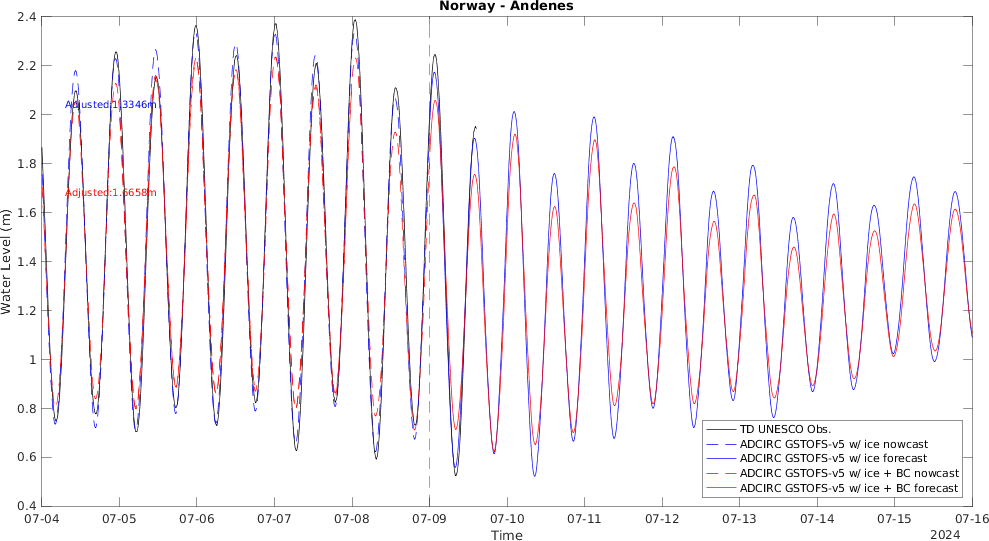 Norway - Andenes
2.4
2.2
2
1.8
1.6
1.4
1.2
1
0.8
0.6
0.4
Water Level (m)
Adjusted:1.3346m
Adjusted:1.6658m
TD UNESCO Obs.
ADCIRC GSTOFS-v5 w/ ice nowcast
ADCIRC GSTOFS-v5 w/ ice forecast
ADCIRC GSTOFS-v5 w/ ice + BC nowcast
ADCIRC GSTOFS-v5 w/ ice + BC forecast
07-04 07-05 07-06 07-07 07-08 07-09 07-10 07-11 07-12 07-13 07-14 07-15 07-16
Time
2024